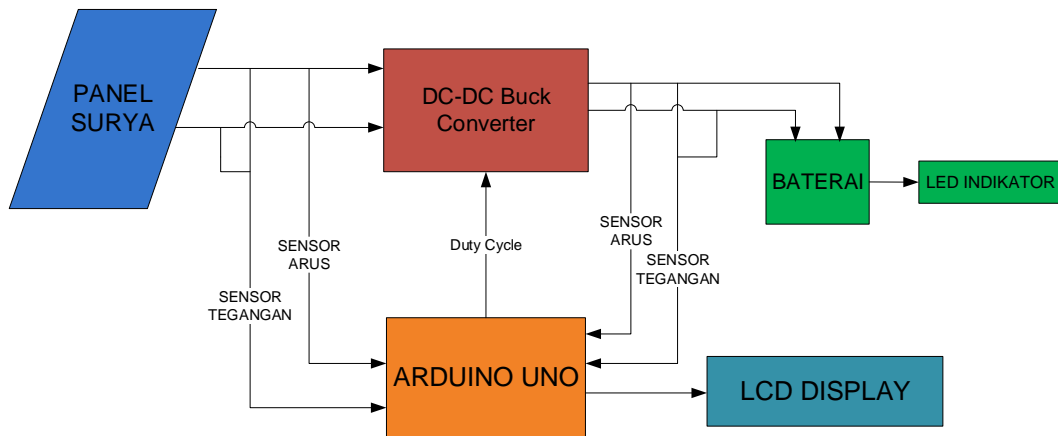 PANEL
SURYA
DC-DC Buck
Converter
BATERAI
LED INDIKATOR
SENSOR
ARUS
Duty Cycle
SENSOR
ARUS
SENSOR
TEGANGAN
SENSOR
TEGANGAN
ARDUINO UNO
LCD DISPLAY